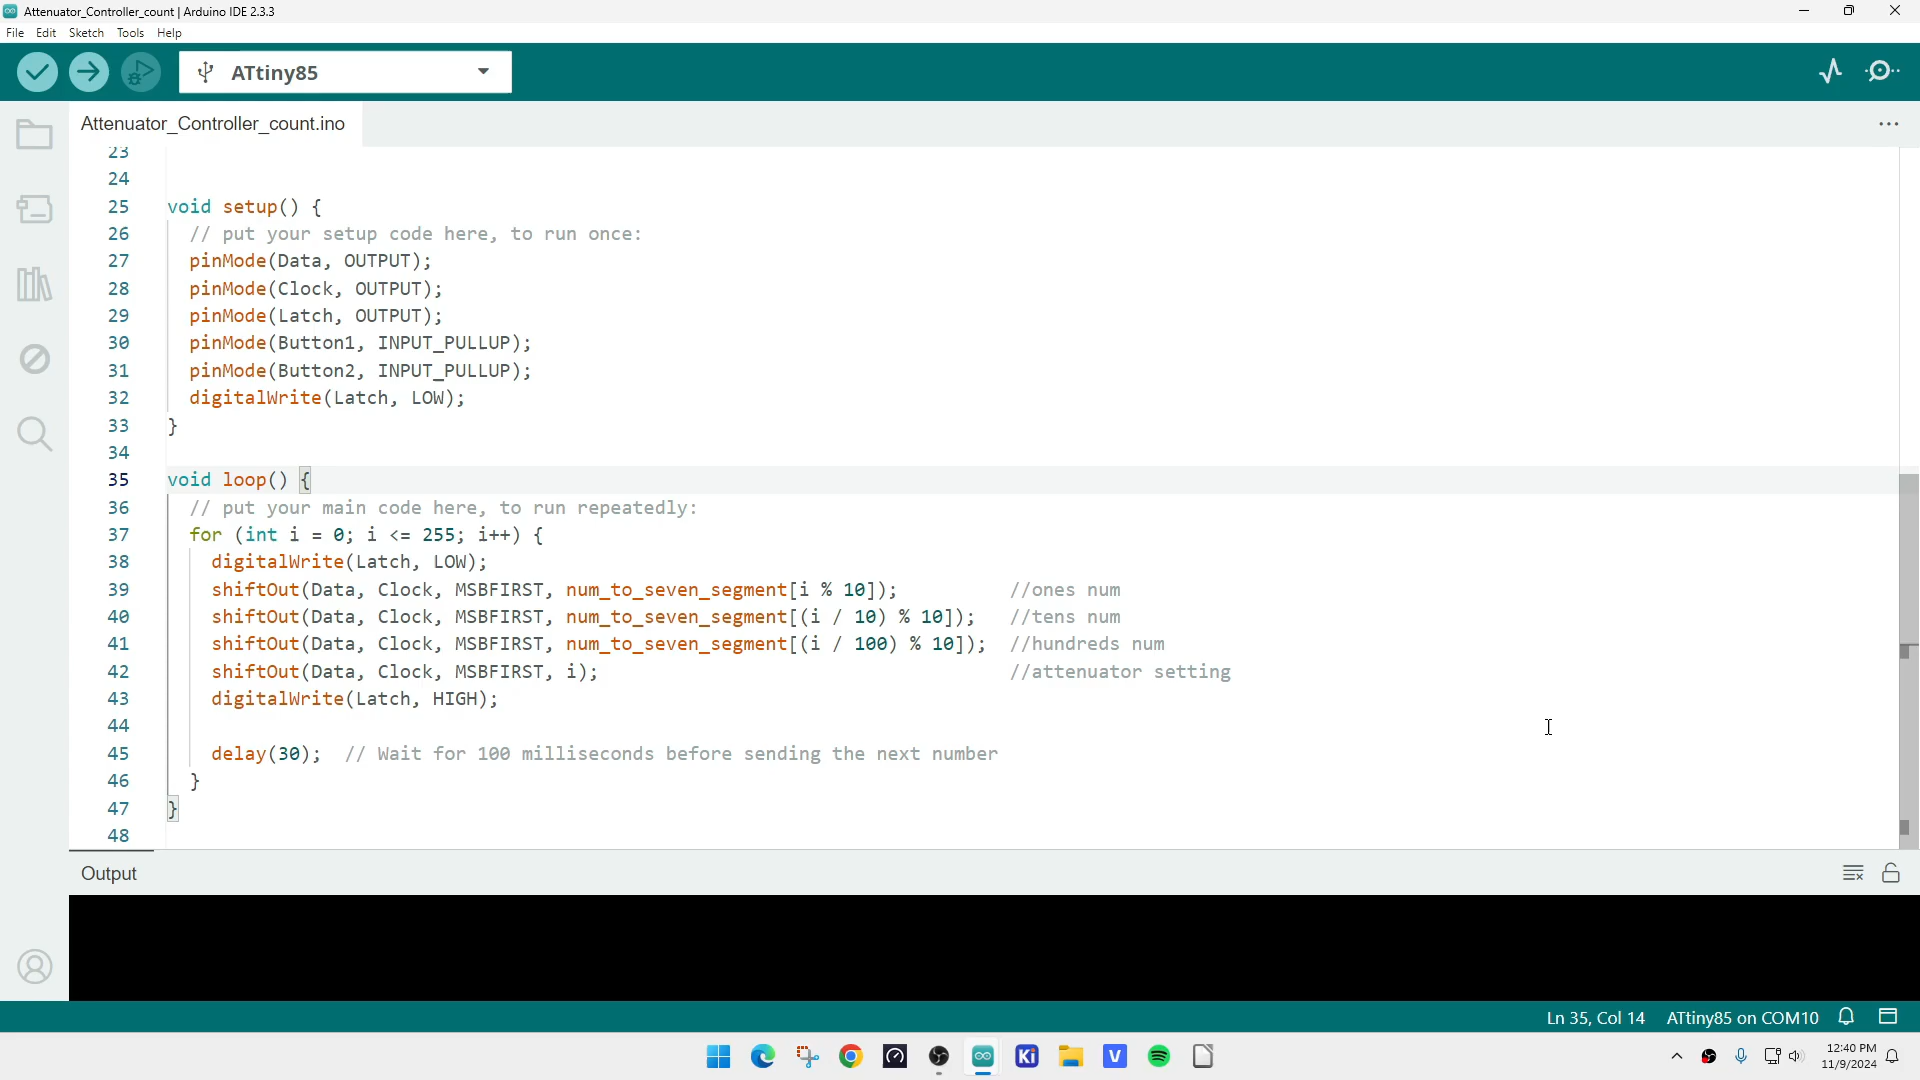 Attenuator_Controller_count | Arduino IDE 2.3.3
File Edit Sketch Tools Help
ATtiny85
Attenuator_Controller_count.ino
23
24
25 void setup() {
26 // put your setup code here, to run once:
27 pinMode(Data, OUTPUT);
28 pinMode(Clock, OUTPUT);
29 pinMode(Latch, OUTPUT);
30 pinMode(Button1, INPUT_PULLUP);
31 pinMode(Button2, INPUT_PULLUP);
32 digitalWrite(Latch, LOW);
33 }
34
35 void loop() {
36 // put your main code here, to run repeatedly:
37 for (int i = 0; i <= 255; i++) {
38 digitalWrite(Latch, LOW);
39 shiftOut(Data, Clock, MSBFIRST, num_to_seven_segment[i % 10]); //ones num
40 shiftOut(Data, Clock, MSBFIRST, num_to_seven_segment[(i / 10) % 10]); //tens num
41 shiftOut(Data, Clock, MSBFIRST, num_to_seven_segment[(i / 100) % 10]); //hundreds num
42 shiftOut(Data, Clock, MSBFIRST, i); //attenuator setting
43 digitalWrite(Latch, HIGH);
44
45 delay(30); // Wait for 100 milliseconds before sending the next number
46 }
47 }
48
Output
Ln 35, Col 14 ATtiny85 on COM10
Ki V
12:40 PM
11/9/2024